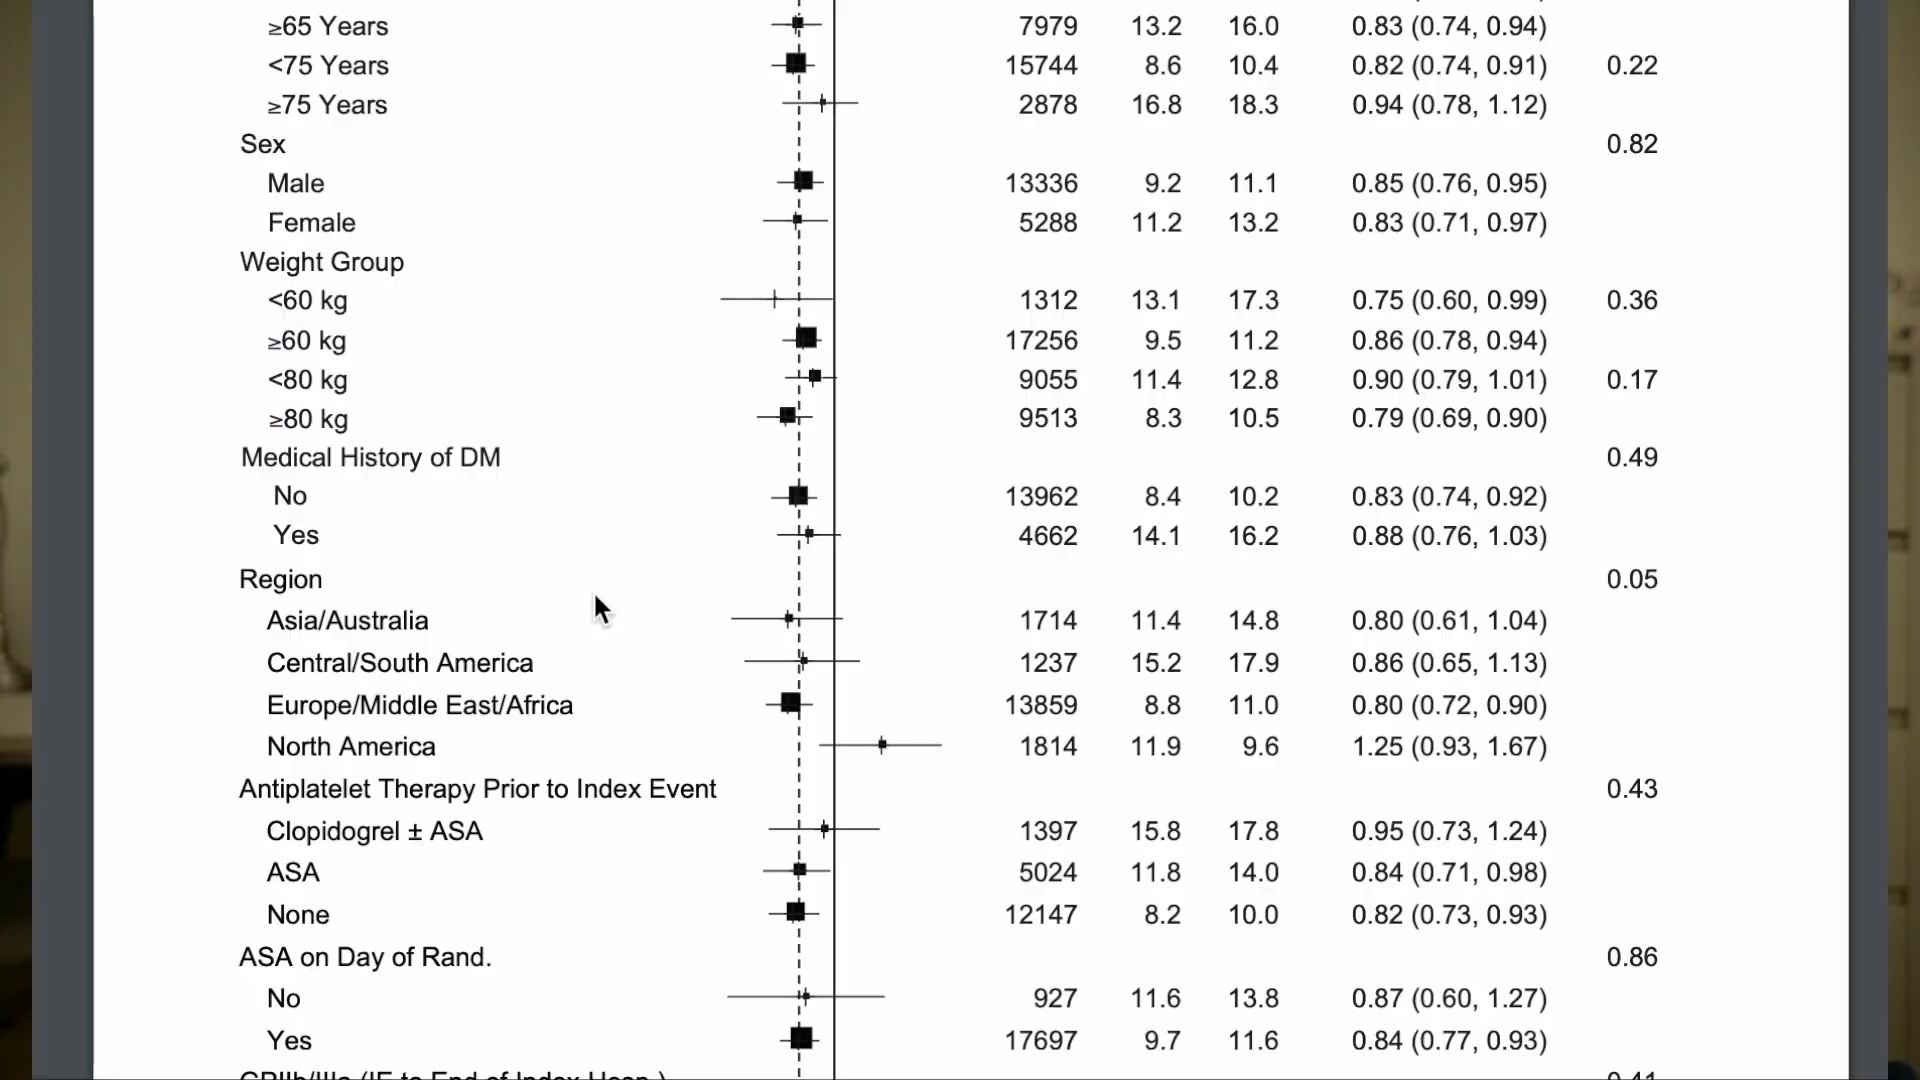 ≥65 Years 7979 13.2 16.0 0.83 (0.74, 0.94)
<75 Years 15744 8.6 10.4 0.82 (0.74, 0.91) 0.22
≥75 Years 2878 16.8 18.3 0.94 (0.78, 1.12)
Sex 0.82
Male 13336 9.2 11.1 0.85 (0.76, 0.95)
Female 5288 11.2 13.2 0.83 (0.71, 0.97)
Weight Group
<60 kg 1312 13.1 17.3 0.75 (0.60, 0.99) 0.36
≥60 kg 17256 9.5 11.2 0.86 (0.78, 0.94)
<80 kg 9055 11.4 12.8 0.90 (0.79, 1.01) 0.17
≥80 kg 9513 8.3 10.5 0.79 (0.69, 0.90)
Medical History of DM 0.49
No 13962 8.4 10.2 0.83 (0.74, 0.92)
Yes 4662 14.1 16.2 0.88 (0.76, 1.03)
Region 0.05
Asia/Australia 1714 11.4 14.8 0.80 (0.61, 1.04)
Central/South America 1237 15.2 17.9 0.86 (0.65, 1.13)
Europe/Middle East/Africa 13859 8.8 11.0 0.80 (0.72, 0.90)
North America 1814 11.9 9.6 1.25 (0.93, 1.67)
Antiplatelet Therapy Prior to Index Event 0.43
Clopidogrel ± ASA 1397 15.8 17.8 0.95 (0.73, 1.24)
ASA 5024 11.8 14.0 0.84 (0.71, 0.98)
None 12147 8.2 10.0 0.82 (0.73, 0.93)
ASA on Day of Rand. 0.86
No 927 11.6 13.8 0.87 (0.60, 1.27)
Yes 17697 9.7 11.6 0.84 (0.77, 0.93)